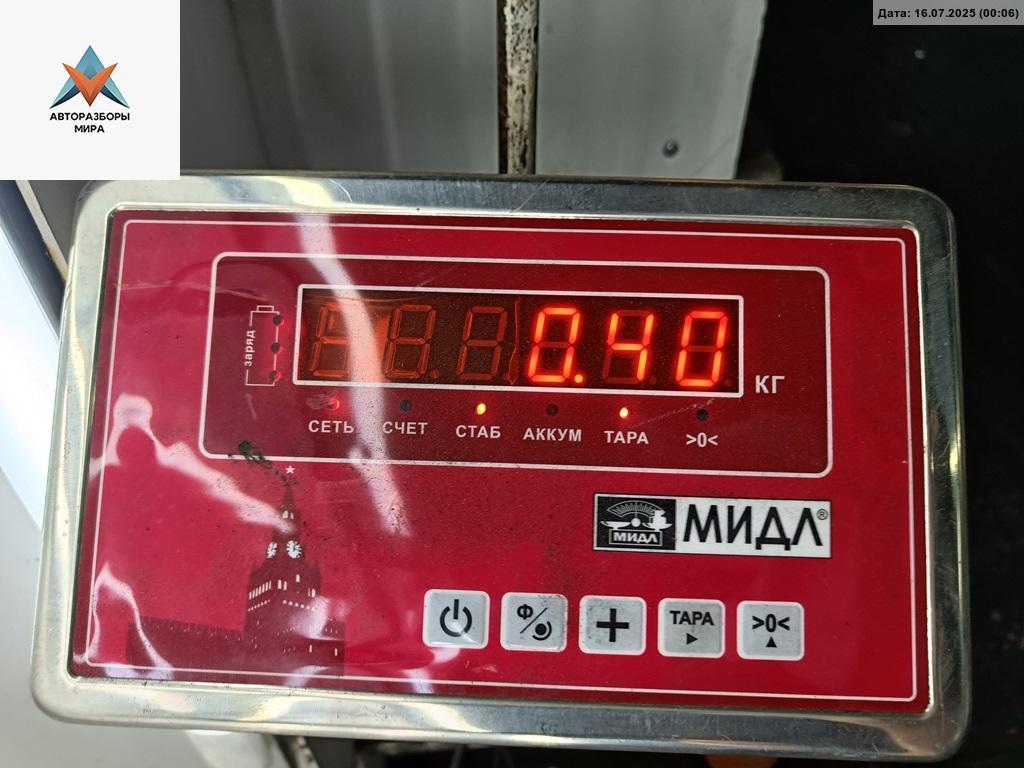 Дата: 16.07.2025 (00:06)
АВТОРАЗБОРЫ
МИРА
заряд
0.40
КГ
СЕТЬ СЧЕТ СТАБ АККУМ ТАРА >0<
МИДЛ МИДЛ®
Ф ТАРА >0<